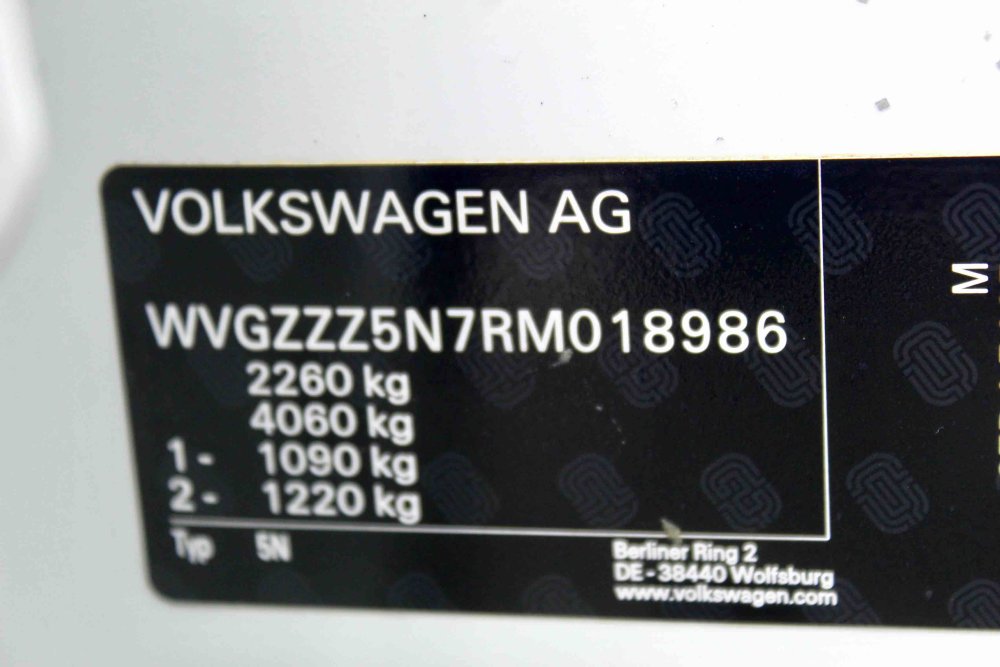 VOLKSWAGEN AG
WVGZZZ5N7RM018986
2260 kg
4060 kg
1 - 1090 kg
2 - 1220 kg
Typ 5N
Berliner Ring 2
DE - 38440 Wolfsburg
www.volkswagen.com
M